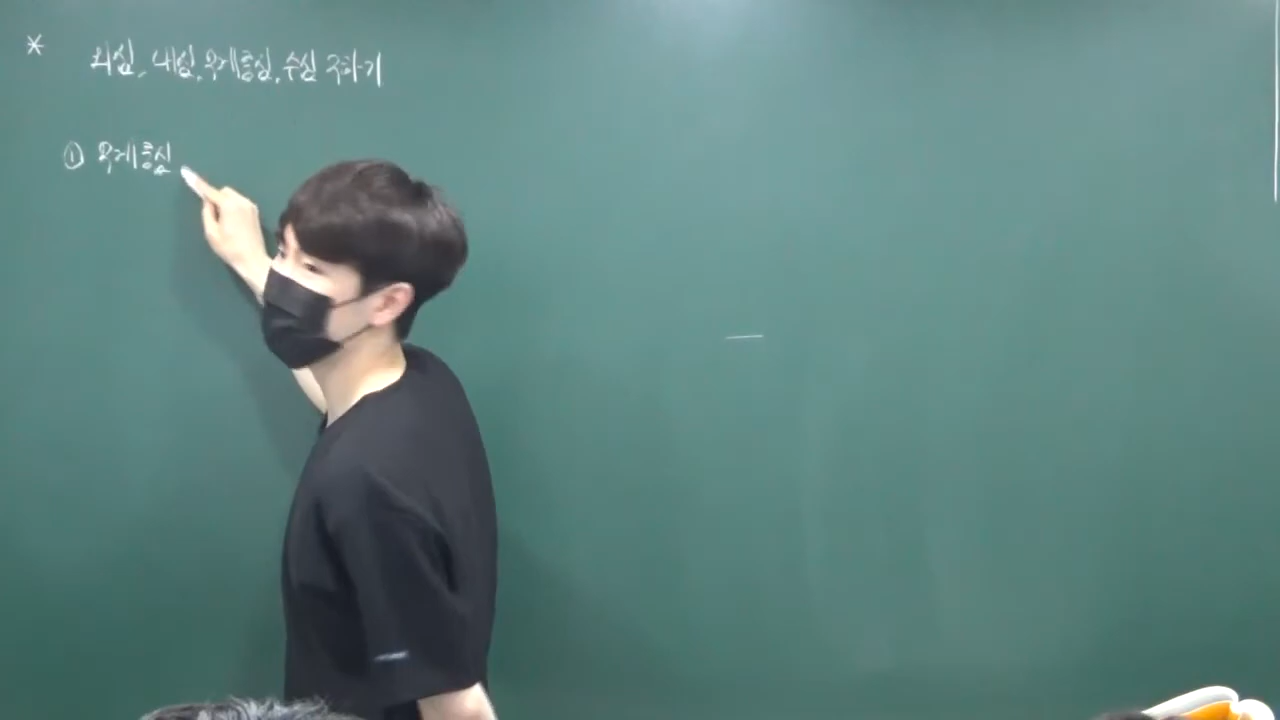 * 외심, 내심, 무게중심, 수심 구하기
① 무게중심